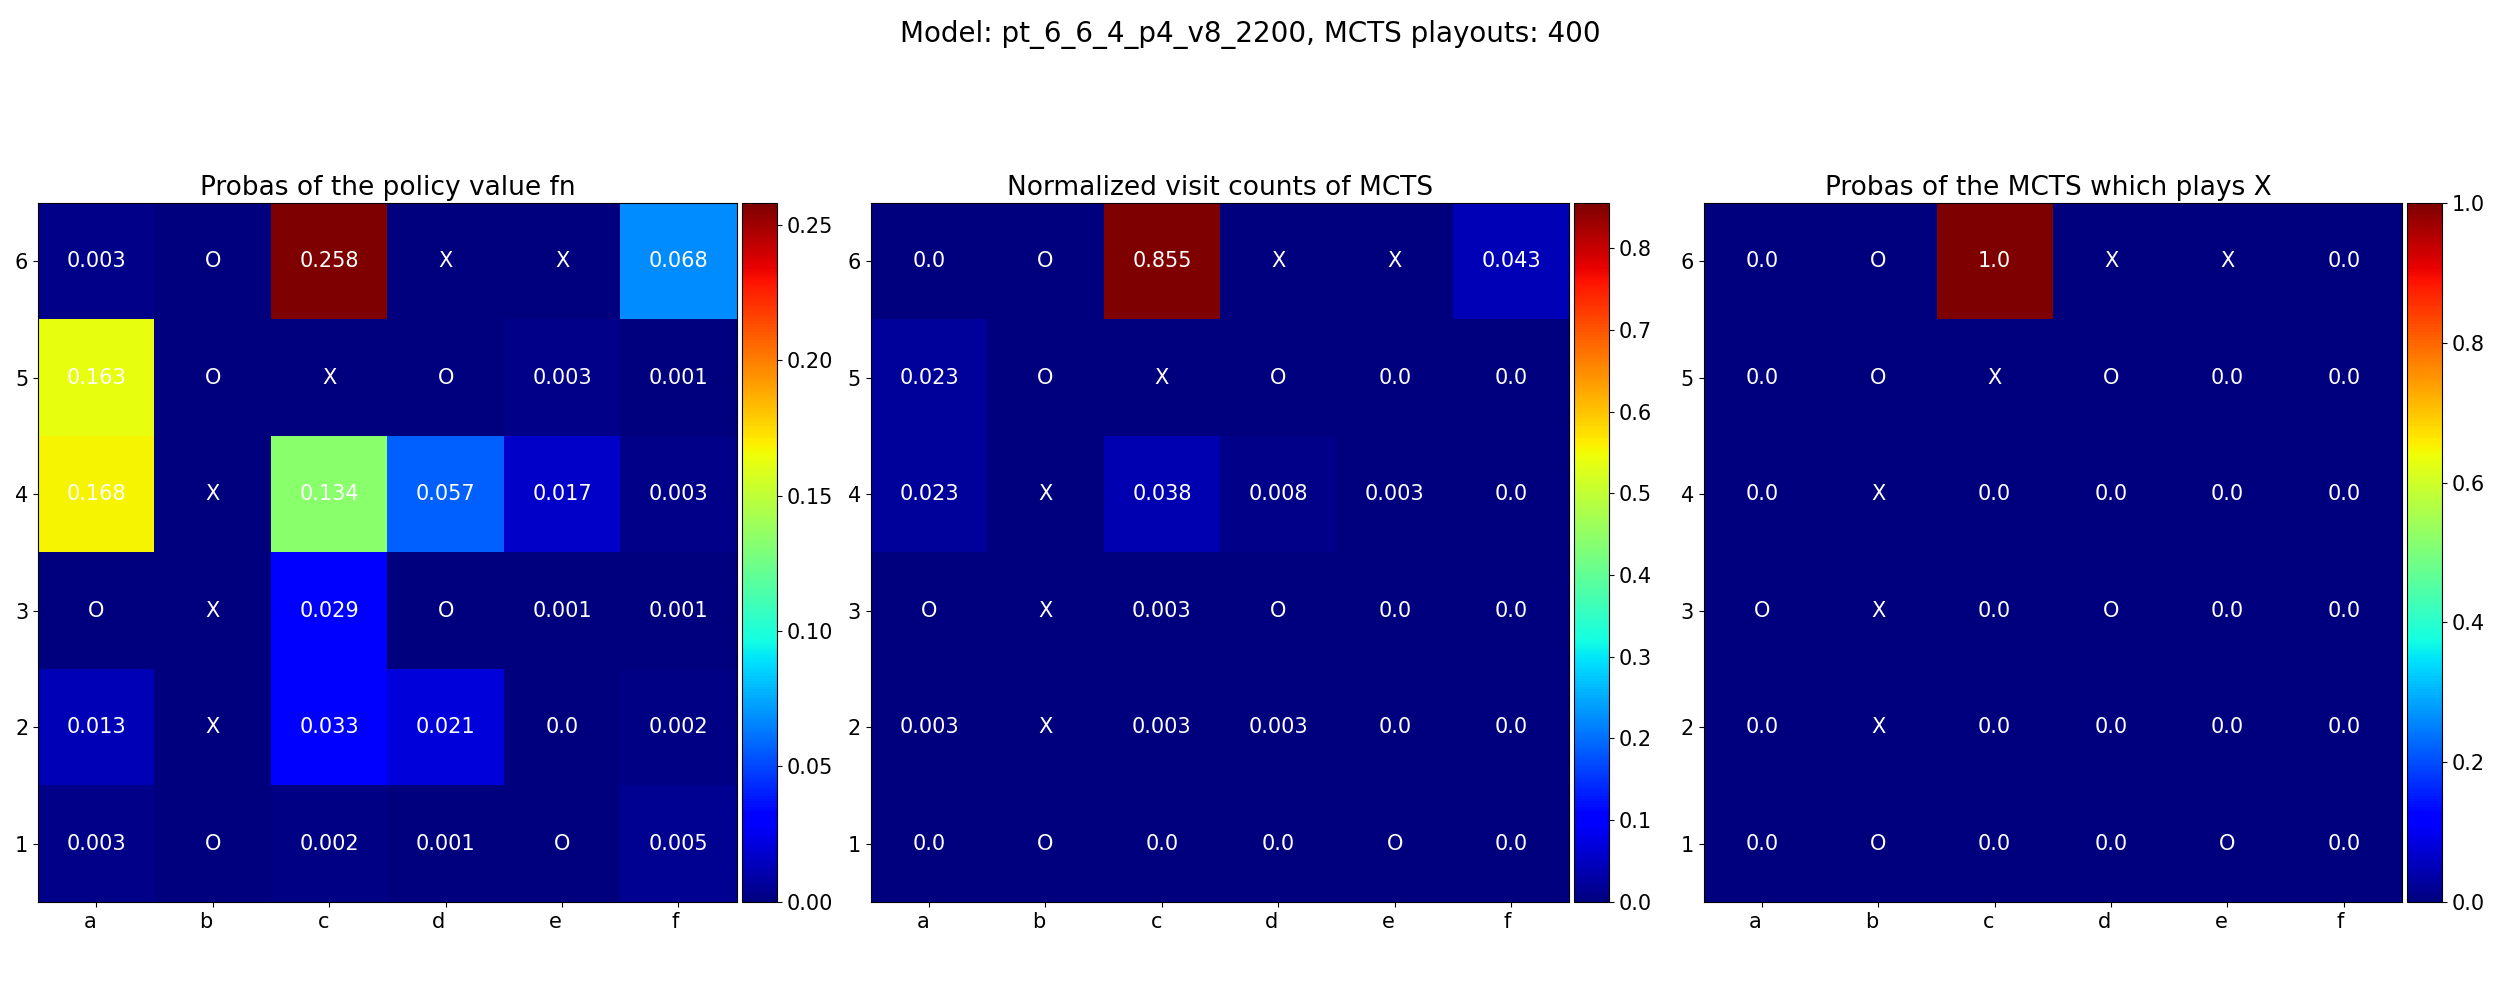 Model: pt_6_6_4_p4_v8_2200, MCTS playouts: 400
Probas of the policy value fn
6 0.003 O 0.258 X X 0.068
5 0.163 O X O 0.003 0.001
4 0.168 X 0.134 0.057 0.017 0.003
3 O X 0.029 O 0.001 0.001
2 0.013 X 0.033 0.021 0.0 0.002
1 0.003 O 0.002 0.001 O 0.005
a b c d e f
0.25
0.20
0.15
0.10
0.05
0.00
Normalized visit counts of MCTS
6 0.0 O 0.855 X X 0.043
5 0.023 O X O 0.0 0.0
4 0.023 X 0.038 0.008 0.003 0.0
3 O X 0.003 O 0.0 0.0
2 0.003 X 0.003 0.003 0.0 0.0
1 0.0 O 0.0 0.0 O 0.0
a b c d e f
0.8
0.7
0.6
0.5
0.4
0.3
0.2
0.1
0.0
Probas of the MCTS which plays X
6 0.0 O 1.0 X X 0.0
5 0.0 O X O 0.0 0.0
4 0.0 X 0.0 0.0 0.0 0.0
3 O X 0.0 O 0.0 0.0
2 0.0 X 0.0 0.0 0.0 0.0
1 0.0 O 0.0 0.0 O 0.0
a b c d e f
1.0
0.8
0.6
0.4
0.2
0.0